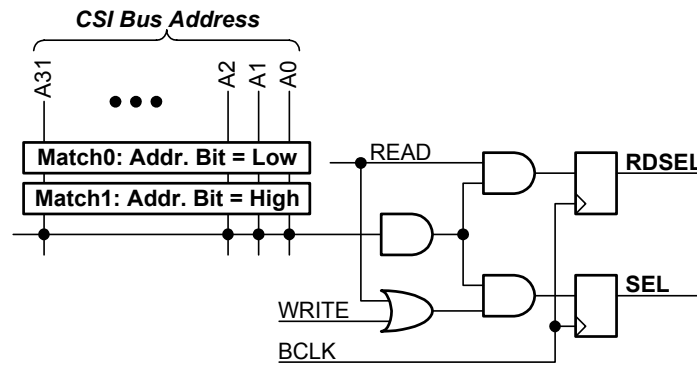 CSI Bus Address
A31
A2
A1
A0
Match0: Addr. Bit = Low
Match1: Addr. Bit = High
READ
RDSEL
WRITE
SEL
BCLK